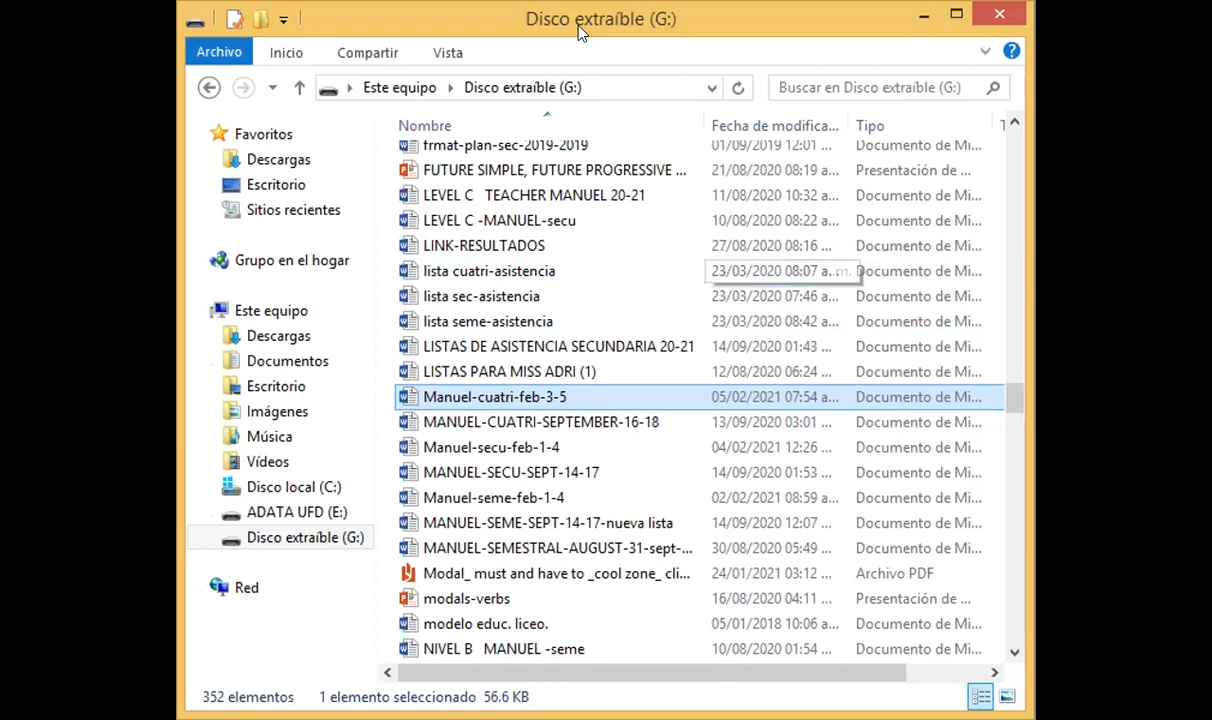 Disco extraíble (G:)
Archivo Inicio Compartir Vista
Este equipo Disco extraíble (G:) Buscar en Disco extraíble (G:)
Favoritos
Descargas
Escritorio
Sitios recientes
Grupo en el hogar
Este equipo
Descargas
Documentos
Escritorio
Imágenes
Música
Vídeos
Disco local (C:)
ADATA UFD (E:)
Disco extraíble (G:)
Red
Nombre Fecha de modifica... Tipo T
frmat-plan-sec-2019-2019 01/09/2019 12:01 ... Documento de Mi...
FUTURE SIMPLE, FUTURE PROGRESSIVE ... 21/08/2020 08:19 ... Presentación de ...
LEVEL C TEACHER MANUEL 20-21 11/08/2020 10:32 ... Documento de Mi...
LEVEL C -MANUEL-secu 10/08/2020 08:22 ... Documento de Mi...
LINK-RESULTADOS 27/08/2020 08:16 ... Documento de Mi...
lista cuatri-asistencia 23/03/2020 08:07 a...m. Documento de Mi...
lista sec-asistencia 23/03/2020 07:46 a... Documento de Mi...
lista seme-asistencia 23/03/2020 08:42 a... Documento de Mi...
LISTAS DE ASISTENCIA SECUNDARIA 20-21 14/09/2020 01:43 ... Documento de Mi...
LISTAS PARA MISS ADRI (1) 12/08/2020 06:24 ... Documento de Mi...
Manuel-cuatri-feb-3-5 05/02/2021 07:54 a... Documento de Mi...
MANUEL-CUATRI-SEPTEMBER-16-18 13/09/2020 03:01 ... Documento de Mi...
Manuel-secu-feb-1-4 04/02/2021 12:26 ... Documento de Mi...
MANUEL-SECU-SEPT-14-17 14/09/2020 01:53 ... Documento de Mi...
Manuel-seme-feb-1-4 02/02/2021 08:59 a... Documento de Mi...
MANUEL-SEME-SEPT-14-17-nueva lista 14/09/2020 12:07 ... Documento de Mi...
MANUEL-SEMESTRAL-AUGUST-31-sept-... 30/08/2020 05:49 ... Documento de Mi...
Modal_ must and have to _cool zone_ cli... 24/01/2021 03:12 ... Archivo PDF
modals-verbs 16/08/2020 04:11 ... Presentación de ...
modelo educ. liceo. 05/01/2018 10:06 a... Documento de Mi...
NIVEL B MANUEL -seme 10/08/2020 01:54 ... Documento de Mi...
352 elementos 1 elemento seleccionado 56.6 KB